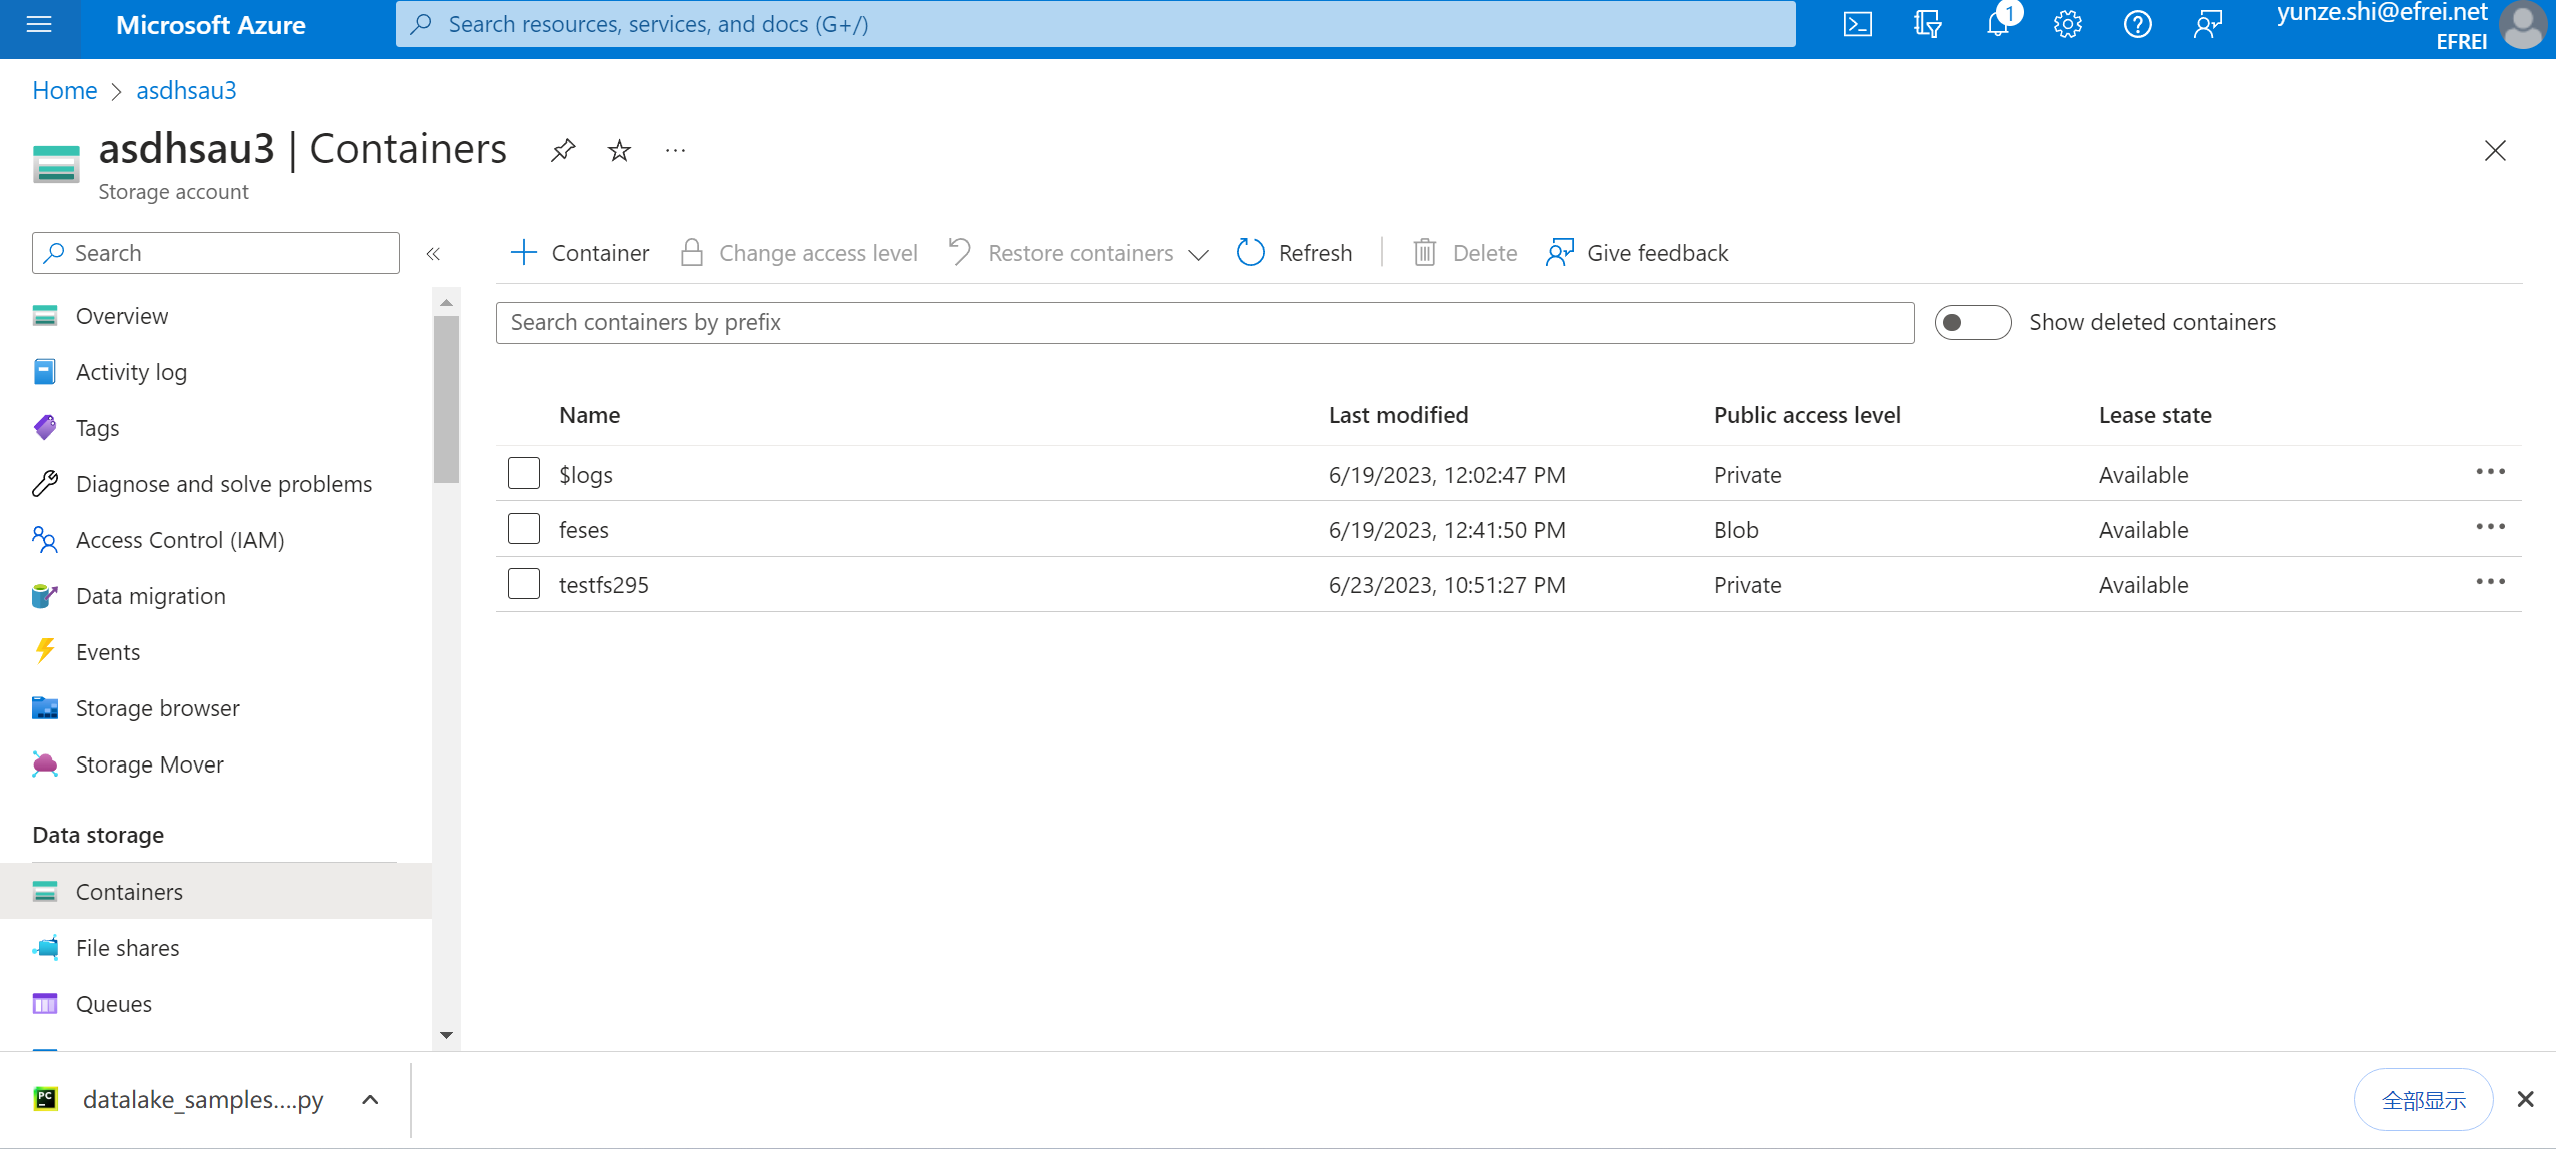 Microsoft Azure
Search resources, services, and docs (G+/)
1
yunze.shi@efrei.net
EFREI
Home > asdhsau3
asdhsau3 | Containers
Storage account
Search
Container
Change access level
Restore containers
Refresh
Delete
Give feedback
Search containers by prefix
Show deleted containers
Overview
Activity log
Tags
Diagnose and solve problems
Access Control (IAM)
Data migration
Events
Storage browser
Storage Mover
Data storage
Containers
File shares
Queues
Name Last modified Public access level Lease state
$logs 6/19/2023, 12:02:47 PM Private Available
feses 6/19/2023, 12:41:50 PM Blob Available
testfs295 6/23/2023, 10:51:27 PM Private Available
PC
datalake_samples....py
全部显示